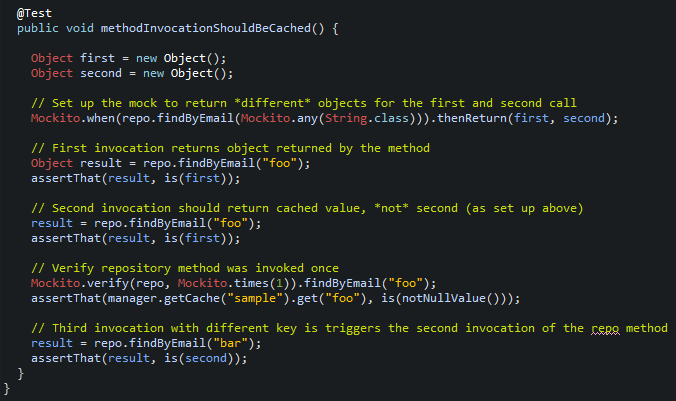 @Test
public void methodInvocationShouldBeCached() {
Object first = new Object();
Object second = new Object();
// Set up the mock to return *different* objects for the first and second call
Mockito.when(repo.findByEmail(Mockito.any(String.class))).thenReturn(first, second);
// First invocation returns object returned by the method
Object result = repo.findByEmail("foo");
assertThat(result, is(first));
// Second invocation should return cached value, *not* second (as set up above)
result = repo.findByEmail("foo");
assertThat(result, is(first));
// Verify repository method was invoked once
Mockito.verify(repo, Mockito.times(1)).findByEmail("foo");
assertThat(manager.getCache("sample").get("foo"), is(notNullValue()));
// Third invocation with different key is triggers the second invocation of the repo method
result = repo.findByEmail("bar");
assertThat(result, is(second));
}
}